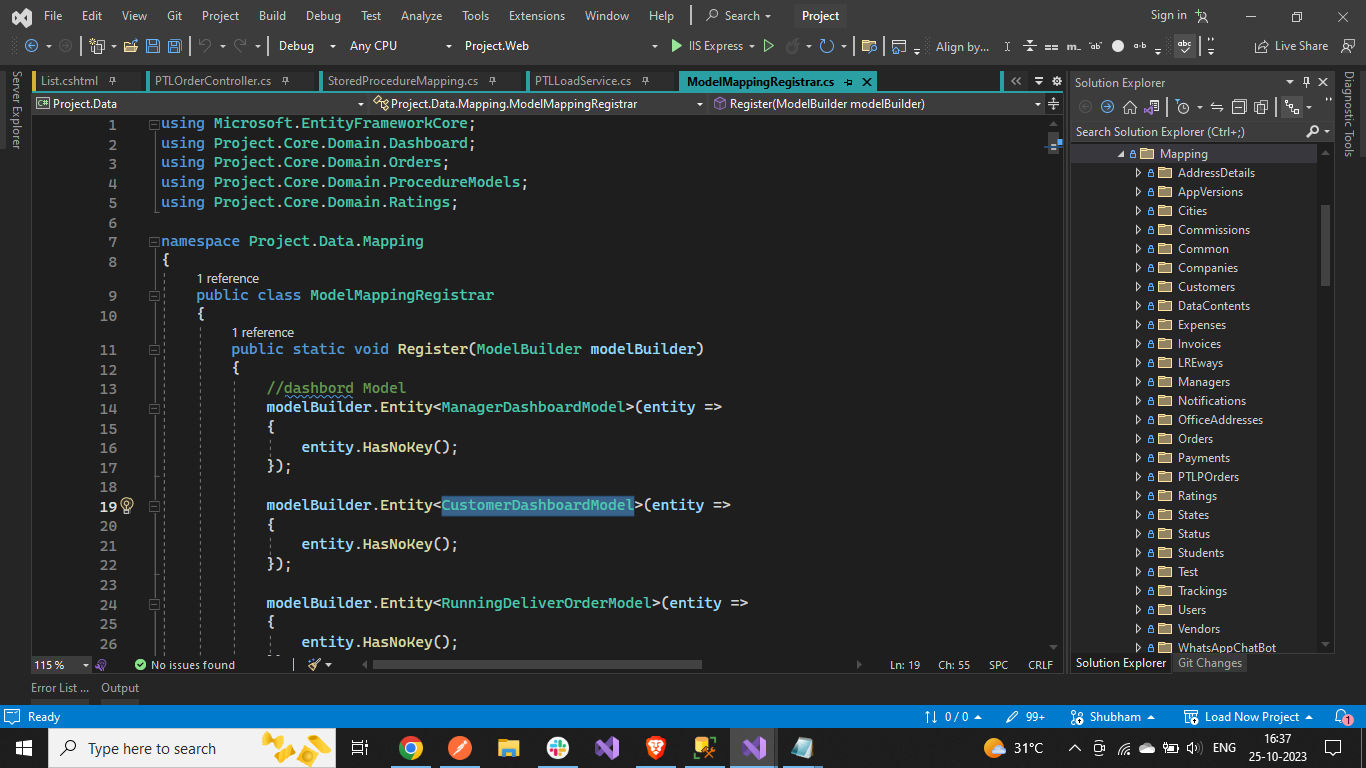 File Edit View Git Project Build Debug Test Analyze Tools Extensions Window Help Search Project Sign in
Debug Any CPU Project.Web IIS Express Align by... Live Share
List.cshtml PTLOrderController.cs StoredProcedureMapping.cs PTLLoadService.cs ModelMappingRegistrar.cs
Project.Data Project.Data.Mapping.ModelMappingRegistrar Register(ModelBuilder modelBuilder)
Server Explorer
1 using Microsoft.EntityFrameworkCore;
2 using Project.Core.Domain.Dashboard;
3 using Project.Core.Domain.Orders;
4 using Project.Core.Domain.ProcedureModels;
5 using Project.Core.Domain.Ratings;
6
7 namespace Project.Data.Mapping
8 {
1 reference
9 public class ModelMappingRegistrar
10 {
1 reference
11 public static void Register(ModelBuilder modelBuilder)
12 {
13 //dashbord Model
14 modelBuilder.Entity<ManagerDashboardModel>(entity =>
15 {
16 entity.HasNoKey();
17 });
18
19 modelBuilder.Entity<CustomerDashboardModel>(entity =>
20 {
21 entity.HasNoKey();
22 });
23
24 modelBuilder.Entity<RunningDeliverOrderModel>(entity =>
25 {
26 entity.HasNoKey();
115 % No issues found Ln: 19 Ch: 55 SPC CRLF
Solution Explorer
Search Solution Explorer (Ctrl+;)
Mapping
AddressDetails
AppVersions
Cities
Commissions
Common
Companies
Customers
DataContents
Expenses
Invoices
LREways
Managers
Notifications
OfficeAddresses
Orders
Payments
PTLPOrders
Ratings
States
Status
Students
Test
Trackings
Users
Vendors
WhatsAppChatBot
Solution Explorer Git Changes
Diagnostic Tools
Error List ... Output
Ready 0 / 0 99+ Shubham Load Now Project 1
Type here to search 31°C ENG 16:37
25-10-2023